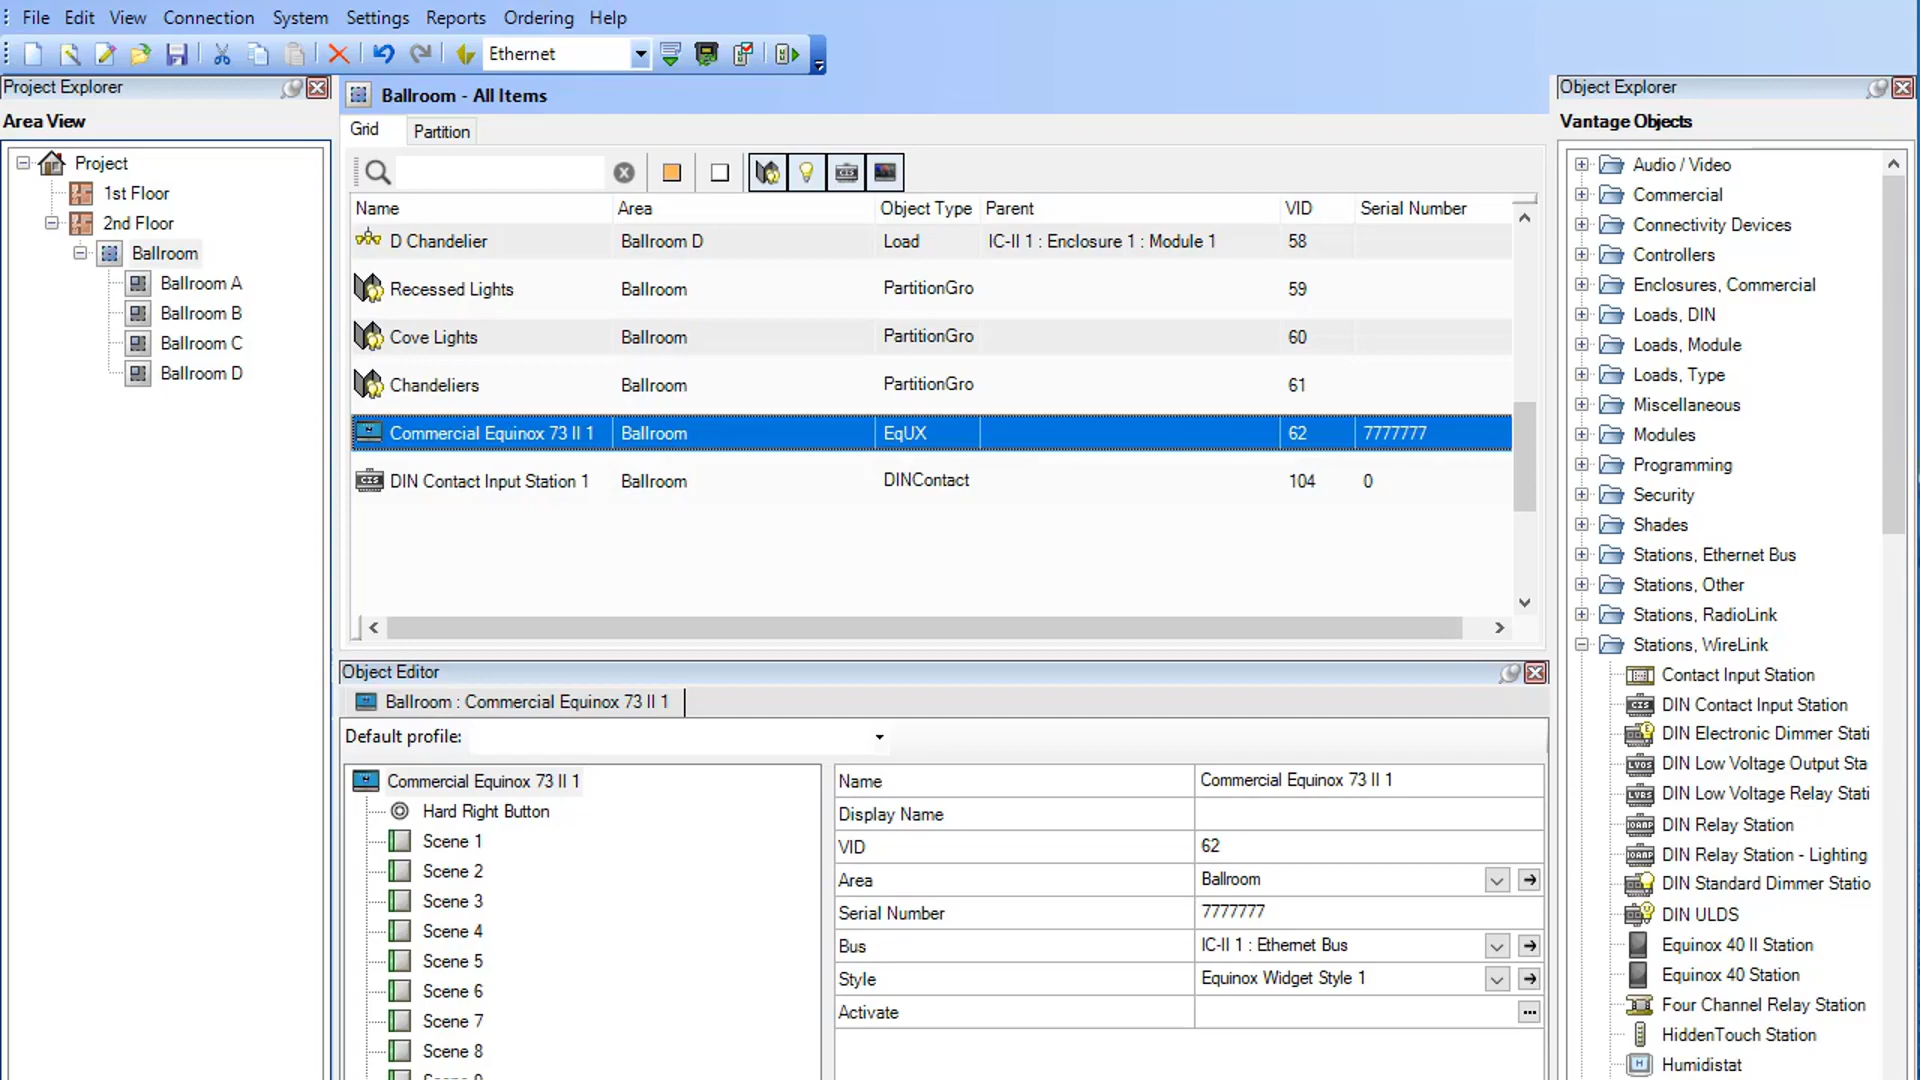 File Edit View Connection System Settings Reports Ordering Help
Ethernet
Project Explorer
Area View
Project
1st Floor
2nd Floor
Ballroom
Ballroom A
Ballroom B
Ballroom C
Ballroom D
Ballroom - All Items
Grid Partition
Name Area Object Type Parent VID Serial Number
D Chandelier Ballroom D Load IC-II 1 : Enclosure 1 : Module 1 58
Recessed Lights Ballroom PartitionGro 59
Cove Lights Ballroom PartitionGro 60
Chandeliers Ballroom PartitionGro 61
Commercial Equinox 73 II 1 Ballroom EqUX 62 7777777
CIS DIN Contact Input Station 1 Ballroom DINContact 104 0
Object Editor
Ballroom : Commercial Equinox 73 II 1
Default profile:
Commercial Equinox 73 II 1
Hard Right Button
Scene 1
Scene 2
Scene 3
Scene 4
Scene 5
Scene 6
Scene 7
Scene 8
Name Commercial Equinox 73 II 1
Display Name
VID 62
Area Ballroom
Serial Number 7777777
Bus IC-II 1 : Ethernet Bus
Style Equinox Widget Style 1
Activate ...
Object Explorer
Vantage Objects
Audio / Video
Commercial
Connectivity Devices
Controllers
Enclosures, Commercial
Loads, DIN
Loads, Module
Loads, Type
Miscellaneous
Modules
Programming
Security
Shades
Stations, Ethernet Bus
Stations, Other
Stations, RadioLink
Stations, WireLink
Contact Input Station
CIS DIN Contact Input Station
DIN Electronic Dimmer Stati
LVOS DIN Low Voltage Output Sta
LVRS DIN Low Voltage Relay Stati
10AMP DIN Relay Station
10AMP DIN Relay Station - Lighting
DIN Standard Dimmer Statio
DIN ULDS
Equinox 40 II Station
Equinox 40 Station
Four Channel Relay Station
HiddenTouch Station
H Humidistat